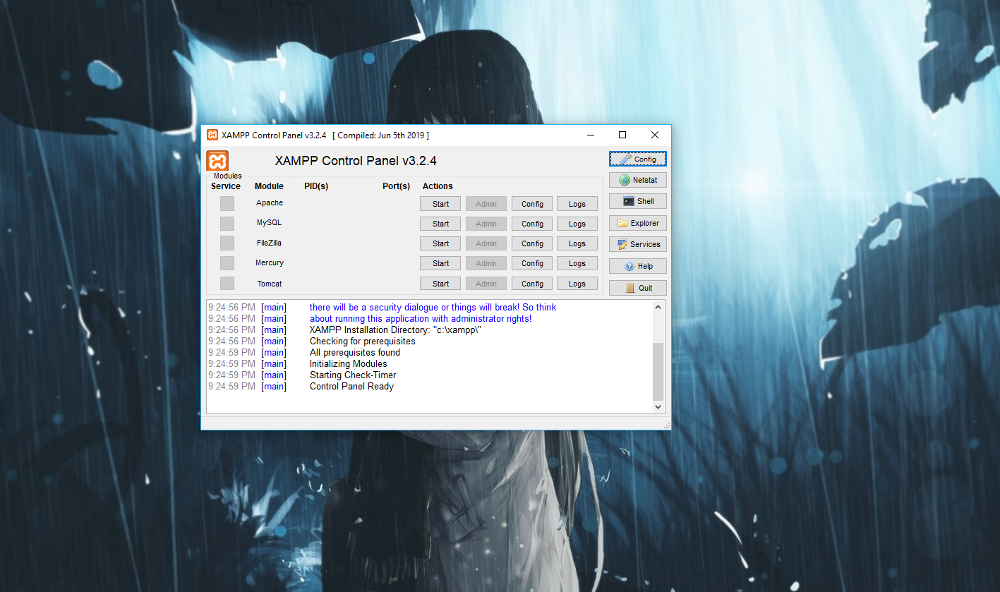 XAMPP Control Panel v3.2.4 [ Compiled: Jun 5th 2019 ]
XAMPP Control Panel v3.2.4
Config
Modules
Service Module PID(s) Port(s) Actions
Netstat
Apache Start Admin Config Logs
Shell
MySQL Start Admin Config Logs
Explorer
FileZilla Start Admin Config Logs
Services
Mercury Start Admin Config Logs
Help
Tomcat Start Admin Config Logs
Quit
9:24:56 PM [main] there will be a security dialogue or things will break! So think
9:24:56 PM [main] about running this application with administrator rights!
9:24:56 PM [main] XAMPP Installation Directory: "c:\xampp\"
9:24:56 PM [main] Checking for prerequisites
9:24:59 PM [main] All prerequisites found
9:24:59 PM [main] Initializing Modules
9:24:59 PM [main] Starting Check-Timer
9:24:59 PM [main] Control Panel Ready